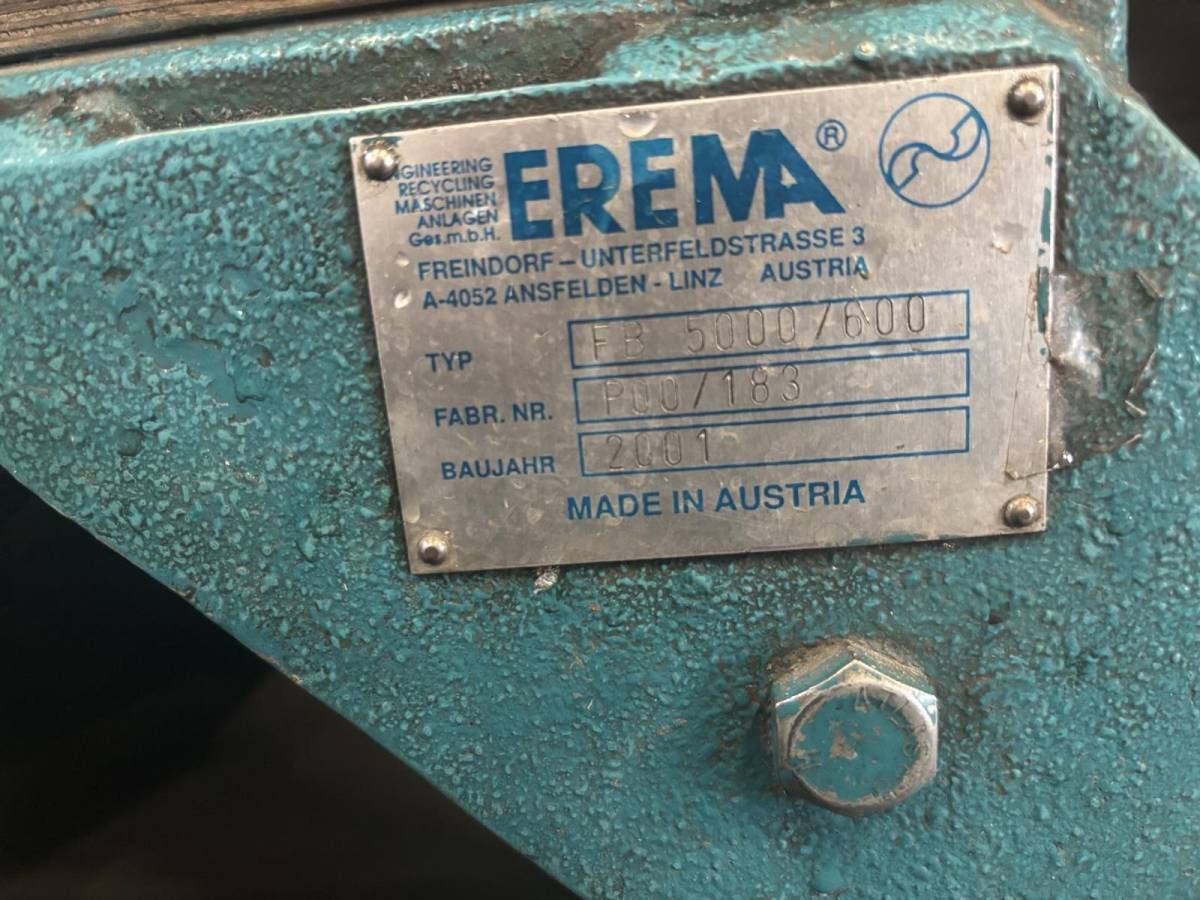 ENGINEERING
RECYCLING
MASCHINEN
ANLAGEN
Ges.m.b.H.
EREMA®
FREINDORF – UNTERFELDSTRASSE 3
A-4052 ANSFELDEN - LINZ AUSTRIA
TYP FB 5000/600
FABR. NR. P00/183
BAUJAHR 2001
MADE IN AUSTRIA